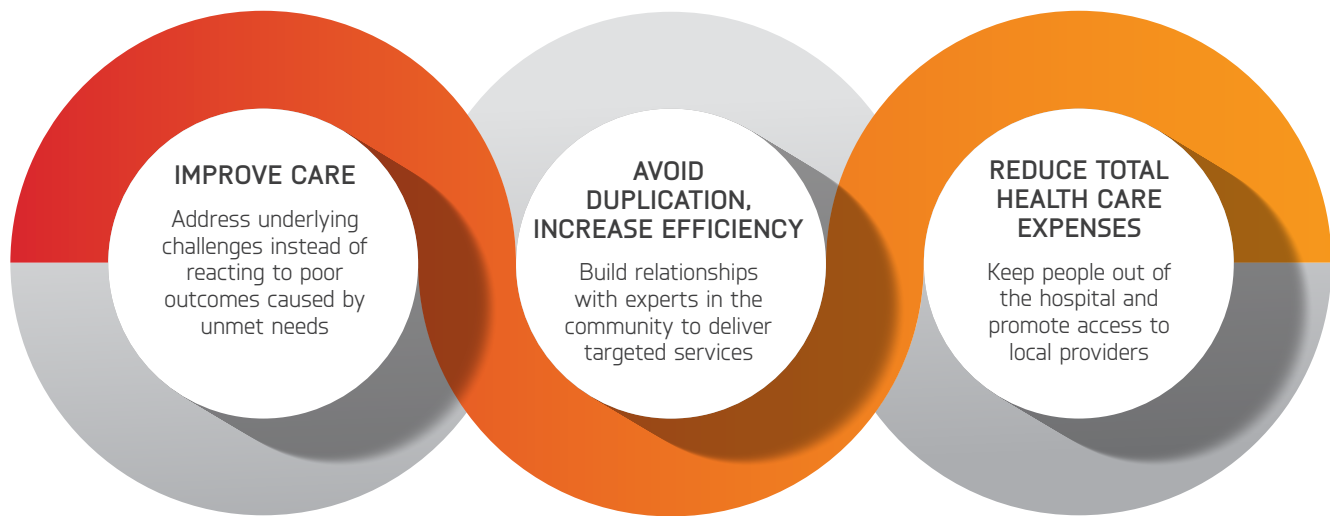 IMPROVE CARE
Address underlying
challenges instead of
reacting to poor
outcomes caused by
unmet needs
AVOID
DUPLICATION,
INCREASE EFFICIENCY
Build relationships
with experts in the
community to deliver
targeted services
REDUCE TOTAL
HEALTH CARE
EXPENSES
Keep people out of
the hospital and
promote access to
local providers